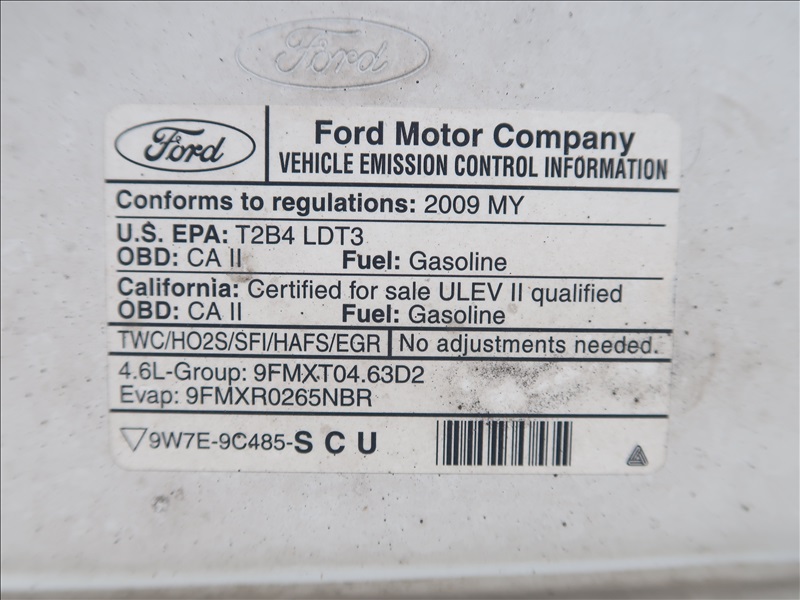 Ford
Ford
Ford Motor Company
VEHICLE EMISSION CONTROL INFORMATION
Conforms to regulations: 2009 MY
U.S. EPA: T2B4 LDT3
OBD: CA II Fuel: Gasoline
California: Certified for sale ULEV II qualified
OBD: CA II Fuel: Gasoline
TWC/HO2S/SFI/HAFS/EGR No adjustments needed.
4.6L-Group: 9FMXT04.63D2
Evap: 9FMXR0265NBR
9W7E-9C485-SCU